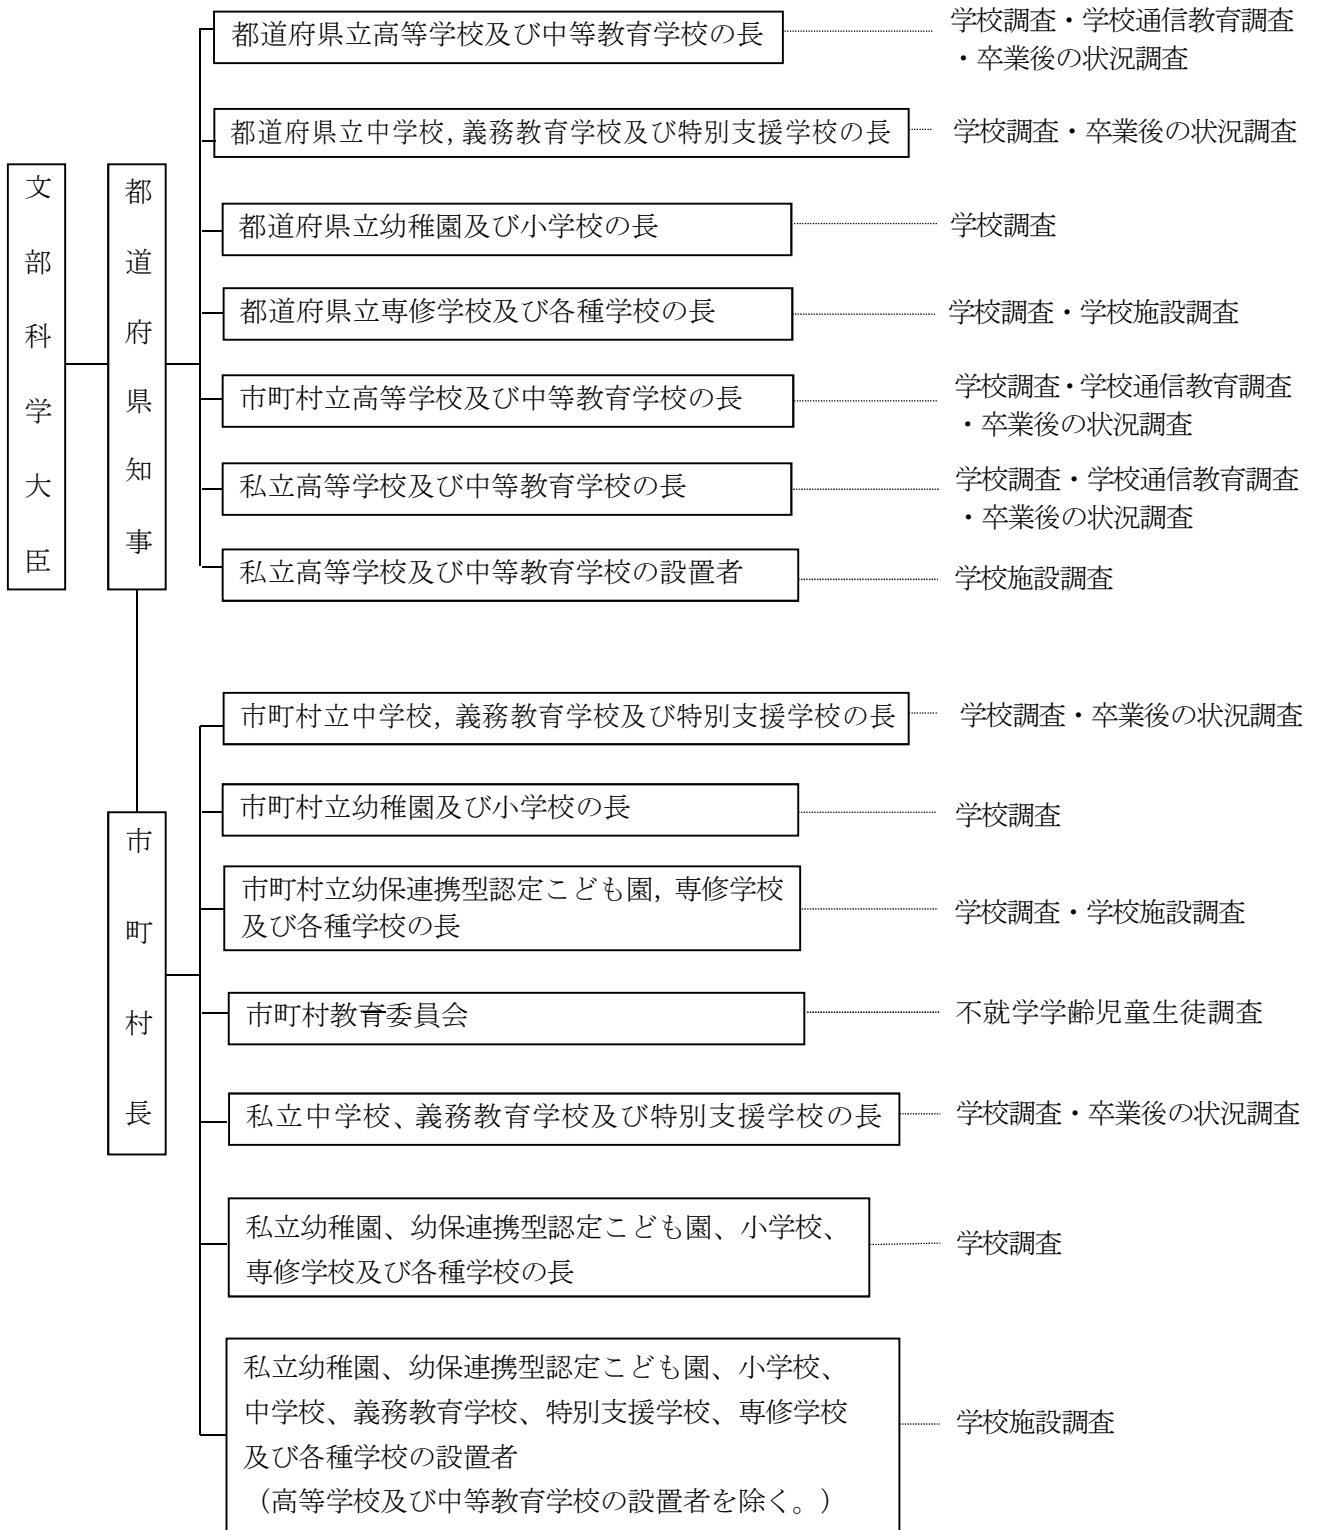 文部科学大臣
都道府県知事
都道府県立高等学校及び中等教育学校の長
学校調査・学校通信教育調査
・卒業後の状況調査
都道府県立中学校,義務教育学校及び特別支援学校の長
学校調査・卒業後の状況調査
都道府県立幼稚園及び小学校の長
学校調査
都道府県立専修学校及び各種学校の長
学校調査・学校施設調査
市町村立高等学校及び中等教育学校の長
学校調査・学校通信教育調査
・卒業後の状況調査
私立高等学校及び中等教育学校の長
学校調査・学校通信教育調査
・卒業後の状況調査
私立高等学校及び中等教育学校の設置者
学校施設調査
市町村長
市町村立中学校,義務教育学校及び特別支援学校の長
学校調査・卒業後の状況調査
市町村立幼稚園及び小学校の長
学校調査
市町村立幼保連携型認定こども園,専修学校
及び各種学校の長
学校調査・学校施設調査
市町村教育委員会
不就学学齢児童生徒調査
私立中学校、義務教育学校及び特別支援学校の長
学校調査・卒業後の状況調査
私立幼稚園、幼保連携型認定こども園、小学校、
専修学校及び各種学校の長
学校調査
私立幼稚園、幼保連携型認定こども園、小学校、
中学校、義務教育学校、特別支援学校、専修学校
及び各種学校の設置者
（高等学校及び中等教育学校の設置者を除く。）
学校施設調査